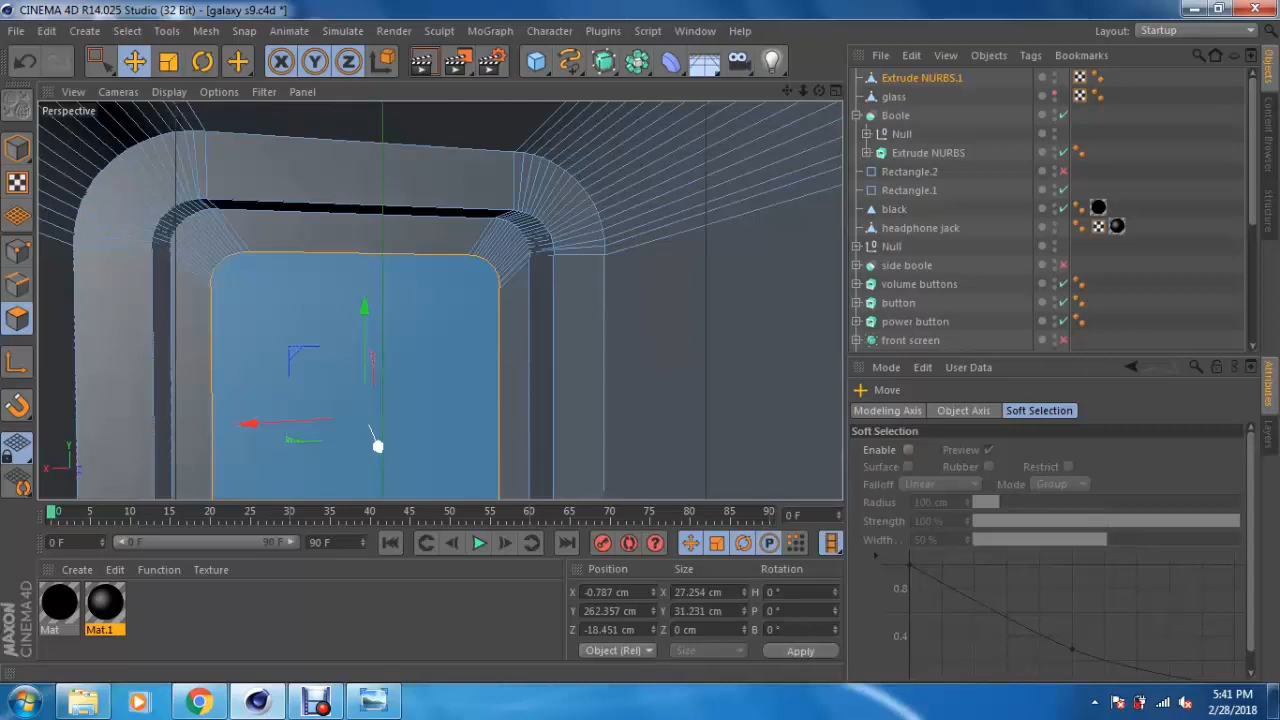 CINEMA 4D R14.025 Studio (32 Bit) - [galaxy s9.c4d *]
File Edit Create Select Tools Mesh Snap Animate Simulate Render Sculpt MoGraph Character Plugins Script Window Help Layout: Startup
View Cameras Display Options Filter Panel
Perspective
Y
X
0 5 10 15 20 25 30 35 40 45 50 55 60 65 70 75 80 85 90 0 F
0 F 0 F 90 F 90 F
Create Edit Function Texture
Mat Mat.1
MAXON CINEMA 4D
Position Size Rotation
X -0.787 cm X 27.254 cm H 0 °
Y 262.357 cm Y 31.231 cm P 0 °
Z -18.451 cm Z 0 cm B 0 °
Object (Rel) Size Apply
File Edit View Objects Tags Bookmarks
Extrude NURBS.1
glass
Boole
Null
Extrude NURBS
Rectangle.2
Rectangle.1
black
headphone jack
Null
side boole
volume buttons
button
power button
front screen
Objects
Content Browser
Structure
Mode Edit User Data
Move
Modeling Axis Object Axis Soft Selection
Soft Selection
Enable Preview
Surface Rubber Restrict
Falloff Linear Mode Group
Radius 100 cm
Strength 100 %
Width . . 50 %
0.8
0.4
Attributes
Layers
5:41 PM
2/28/2018